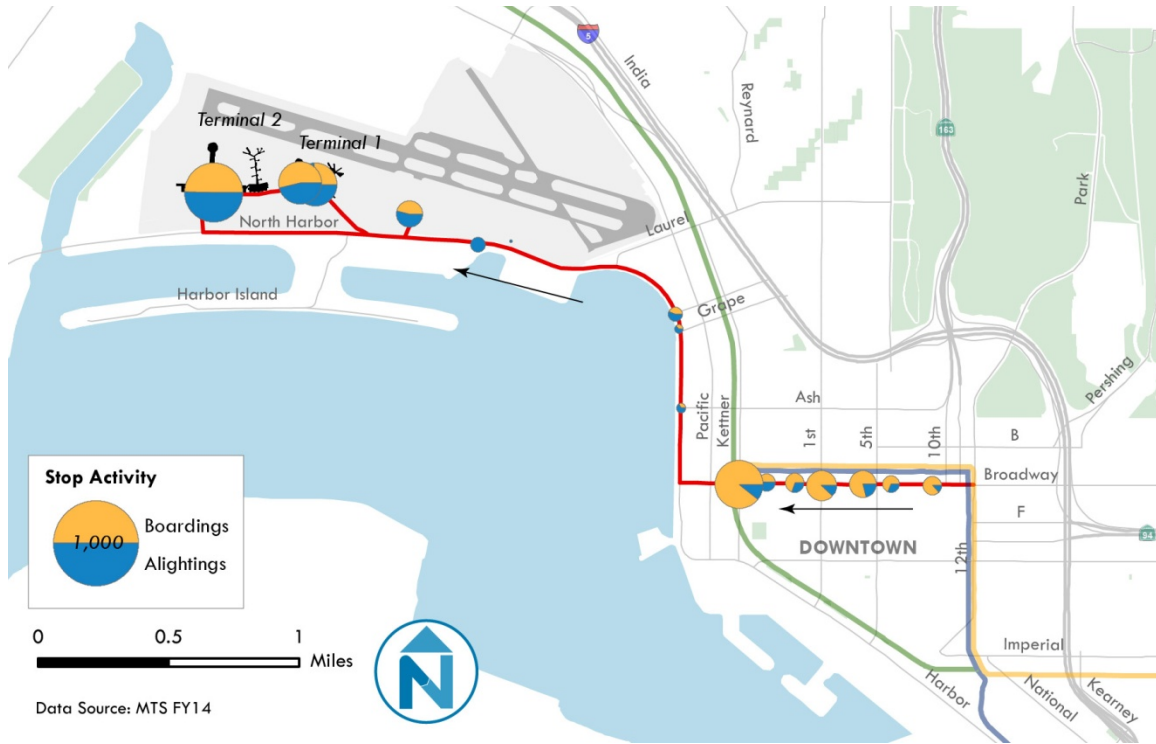 5
India
Reynard
163
Park
Terminal 2
Terminal 1
North Harbor
Laurel
Harbor Island
Grape
Pershing
Ash
Pacific
Kettner
1st
5th
10th
B
Broadway
F
94
DOWNTOWN
12th
Stop Activity
1,000
Boardings
Alightings
0 0.5 1
Miles
N
Imperial
Harbor
National
Kearney
Data Source: MTS FY14